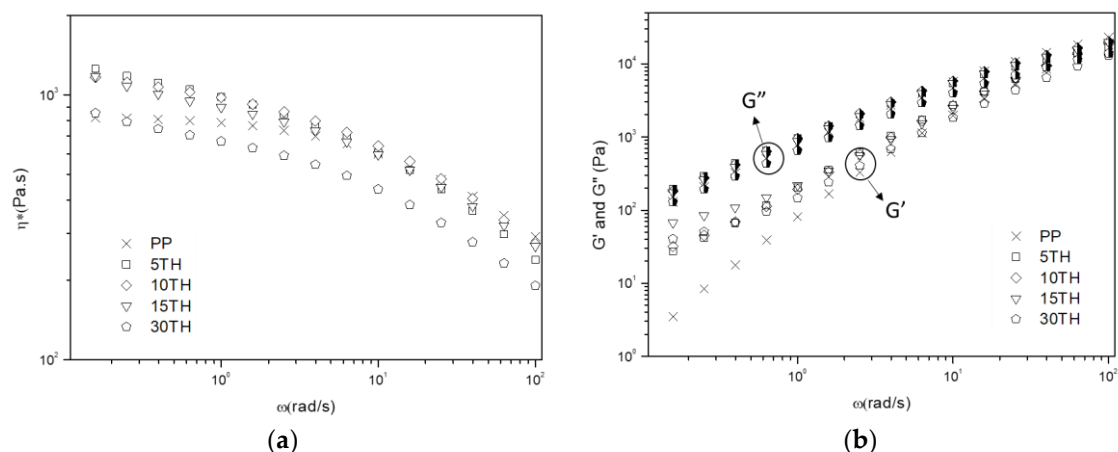 (a)
η*(Pa.s)
10³
10²
PP
5TH
10TH
15TH
30TH
10⁰
10¹
10²
ω(rad/s)
(b)
G' and G'' (Pa)
10⁴
10³
10²
10¹
10⁰
G''
G'
PP
5TH
10TH
15TH
30TH
10⁰
10¹
10²
ω(rad/s)